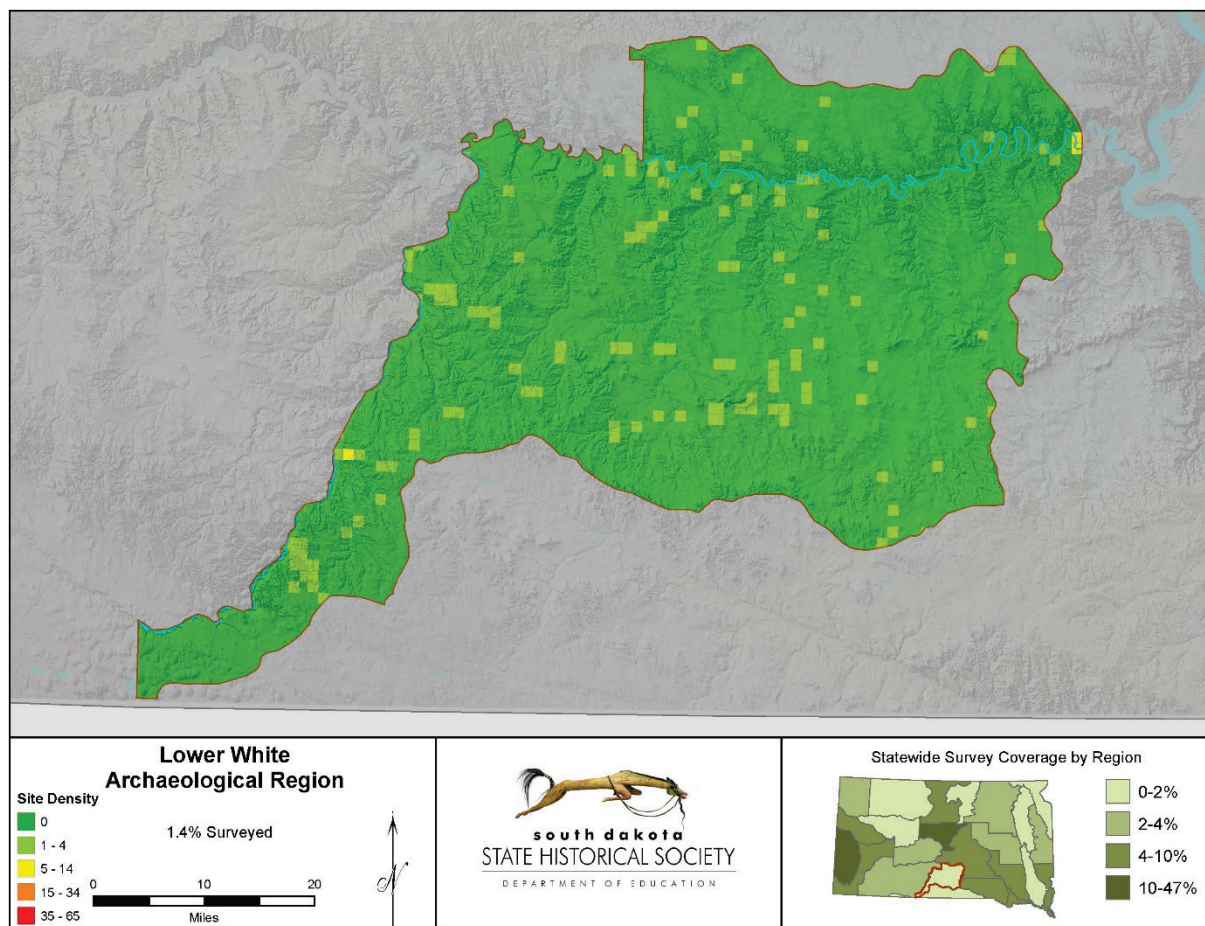 Lower White
Archaeological Region
Site Density
0
1 - 4
5 - 14
15 - 34
35 - 65
1.4% Surveyed
0 10 20
Miles
N
south dakota
STATE HISTORICAL SOCIETY
DEPARTMENT OF EDUCATION
Statewide Survey Coverage by Region
0-2%
2-4%
4-10%
10-47%